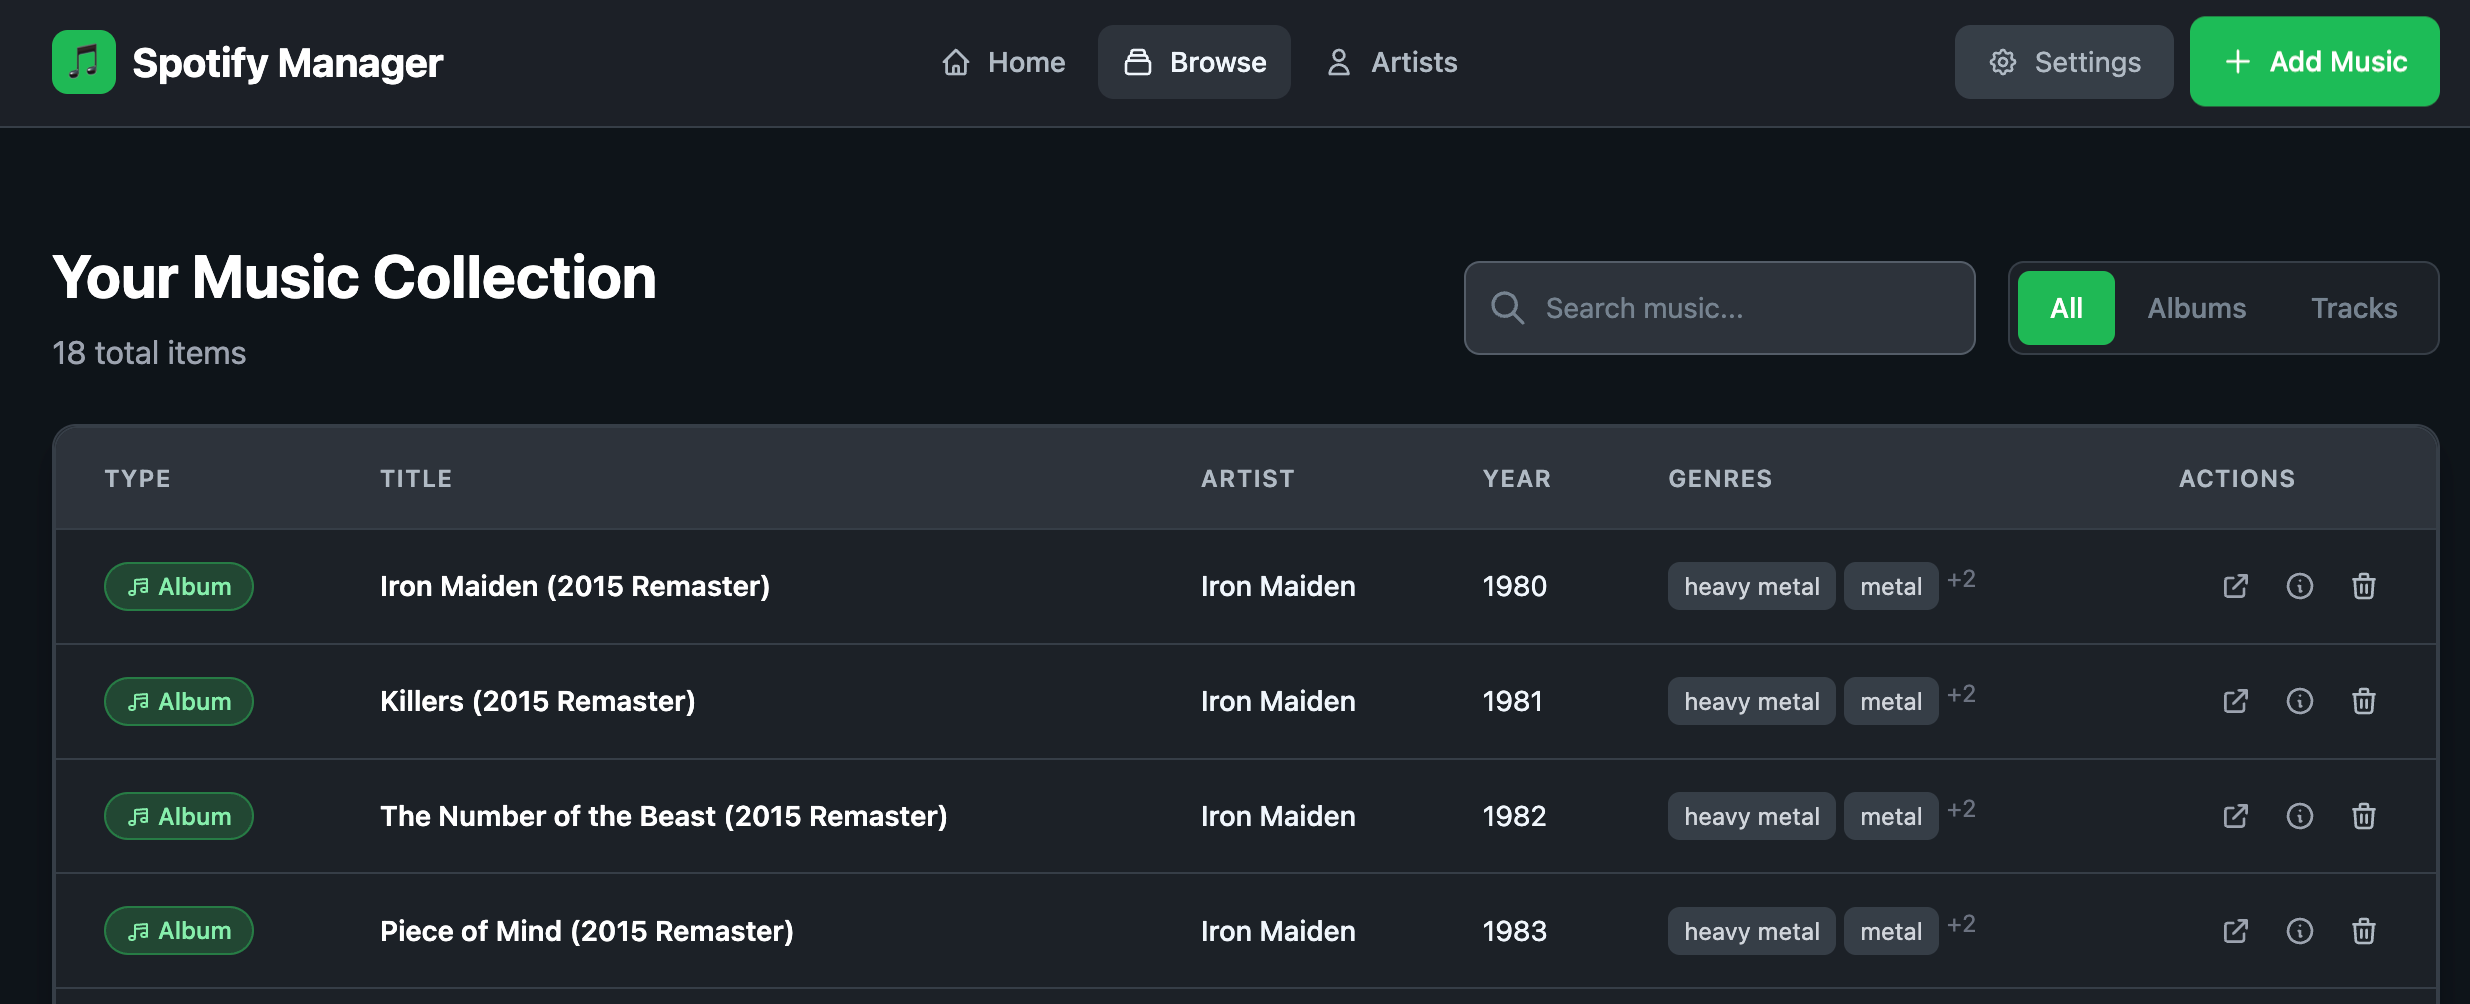 Spotify Manager
Home
Browse
Artists
Settings
Add Music
Your Music Collection
18 total items
Search music...
All
Albums
Tracks
TYPE TITLE ARTIST YEAR GENRES ACTIONS
Album Iron Maiden (2015 Remaster) Iron Maiden 1980 heavy metal metal +2
Album Killers (2015 Remaster) Iron Maiden 1981 heavy metal metal +2
Album The Number of the Beast (2015 Remaster) Iron Maiden 1982 heavy metal metal +2
Album Piece of Mind (2015 Remaster) Iron Maiden 1983 heavy metal metal +2